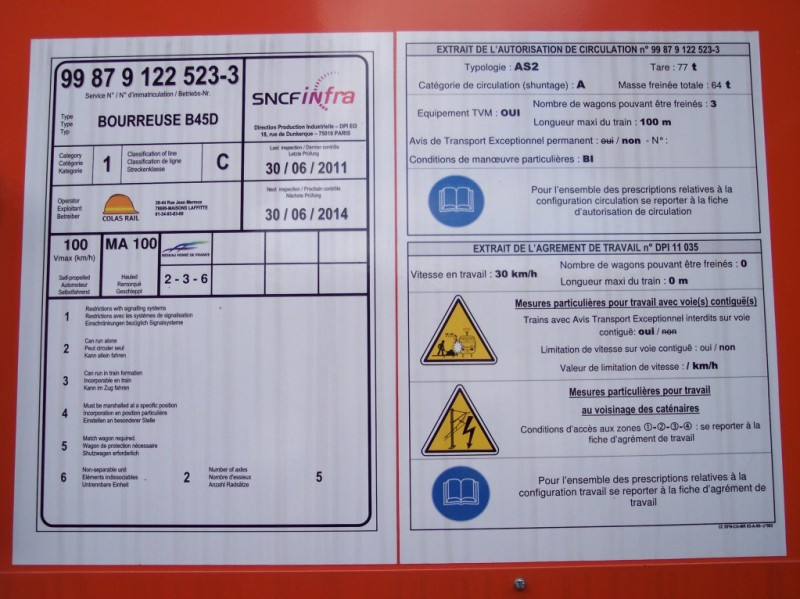 99 87 9 122 523-3
Service N° / N° d'immatriculation / Betriebs-Nr.
SNCF infra
Direction Production Industrielle – DPI EO
18, rue de Dunkerque – 75018 PARIS
Type
Type
Typ
BOURREUSE B45D
Category
Catégorie
Kategorie
1
Classification of line
Classification de ligne
Streckenklasse
C
Last inspection / Dernier contrôle
Letzte Prüfung
30 / 06 / 2011
Operator
Exploitant
Betreiber
COLAS RAIL
38-44 Rue Jean Mermoz
78600-MAISONS LAFFITTE
Next inspection / Prochain contrôle
Nächste Prüfung
30 / 06 / 2014
100
Vmax (km/h)
MA 100
RESEAU FERRE DE FRANCE
Self-propelled
Automoteur
Selbstfahrend
Hauled
Remorqué
Geschleppt
2 - 3 - 6
1
Restrictions with signalling systems
Restrictions avec les systèmes de signalisation
Einschränkungen bezüglich Signalsysteme
2
Can run alone
Peut circuler seul
Kann allein fahren
3
Can run in train formation
Incorporable en train
Kann im Zug fahren
4
Must be marshalled at a specific position
Incorporation en position particulière
Einstellen an besonderer Stelle
5
Match wagon required
Wagon de protection nécessaire
Shutzwagen erforderlich
6
Non-separable unit
Eléments indissociables
Untrennbare Einheit
2
Number of axles
Nombre d'essieux
Anzahl Radsätze
5
EXTRAIT DE L'AUTORISATION DE CIRCULATION n° 99 87 9 122 523-3
Typologie : AS2
Tare : 77 t
Catégorie de circulation (shuntage) : A
Masse freinée totale : 64 t
Equipement TVM : OUI
Nombre de wagons pouvant être freinés : 3
Longueur maxi du train : 100 m
Avis de Transport Exceptionnel permanent : oui / non - N° :
Conditions de manœuvre particulières : BI
Pour l'ensemble des prescriptions relatives à la
configuration circulation se reporter à la fiche
d'autorisation de circulation
EXTRAIT DE L'AGREMENT DE TRAVAIL n° DPI 11 035
Vitesse en travail : 30 km/h
Nombre de wagons pouvant être freinés : 0
Longueur maxi du train : 0 m
Mesures particulières pour travail avec voie(s) contiguë(s)
Trains avec Avis Transport Exceptionnel interdits sur voie
contiguë: oui / non
Limitation de vitesse sur voie contiguë : oui / non
Valeur de limitation de vitesse : / km/h
Mesures particulières pour travail
au voisinage des caténaires
Conditions d'accès aux zones ①-②-③-④ : se reporter à la
fiche d'agrément de travail
Pour l'ensemble des prescriptions relatives à la
configuration travail se reporter à la fiche d'agrément de
travail